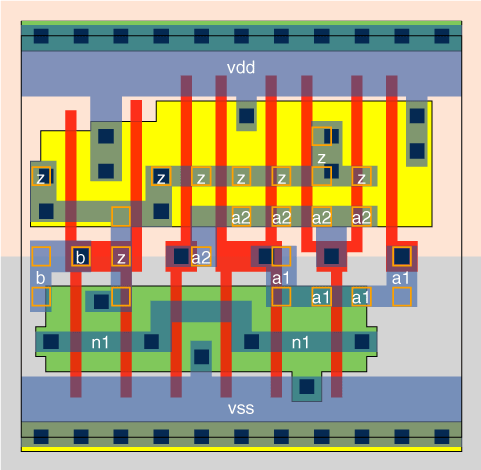 vdd
z
z z z z z z
a2 a2 a2 a2
b z a2
b a1 a1
a1 a1
n1 n1
vss